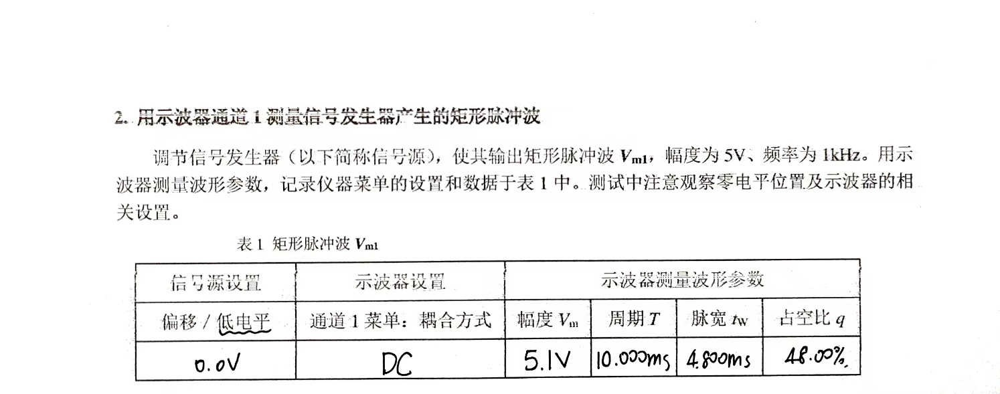 2. 用示波器通道 1 测量信号发生器产生的矩形脉冲波
调节信号发生器（以下简称信号源），使其输出矩形脉冲波 Vm1，幅度为 5V、频率为 1kHz。用示
波器测量波形参数，记录仪器菜单的设置和数据于表 1 中。测试中注意观察零电平位置及示波器的相
关设置。
表 1 矩形脉冲波 Vm1
信号源设置 示波器设置 示波器测量波形参数
偏移 / 低电平 通道 1 菜单：耦合方式 幅度 Vm 周期 T 脉宽 tw 占空比 q
0.0V DC 5.1V 10.000ms 4.800ms 48.00%.